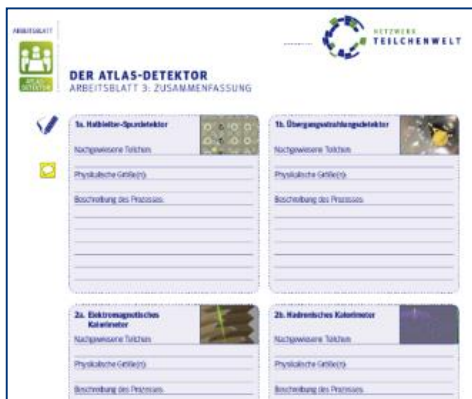 ARBEITSBLATT
ATLAS-
DETEKTOR
NETZWERK
TEILCHENWELT
DER ATLAS-DETEKTOR
ARBEITSBLATT 3: ZUSAMMENFASSUNG
1a. Halbleiter-Spurdetektor
Nachgewiesene Teilchen:
Physikalische Größe(n):
Beschreibung des Prozesses:
1b. Übergangsstrahlungsdetektor
Nachgewiesene Teilchen:
Physikalische Größe(n):
Beschreibung des Prozesses:
2a. Elektromagnetisches
Kalorimeter
Nachgewiesene Teilchen:
Physikalische Größe(n):
Beschreibung des Prozesses:
2b. Hadronisches Kalorimeter
Nachgewiesene Teilchen:
Physikalische Größe(n):
Beschreibung des Prozesses: